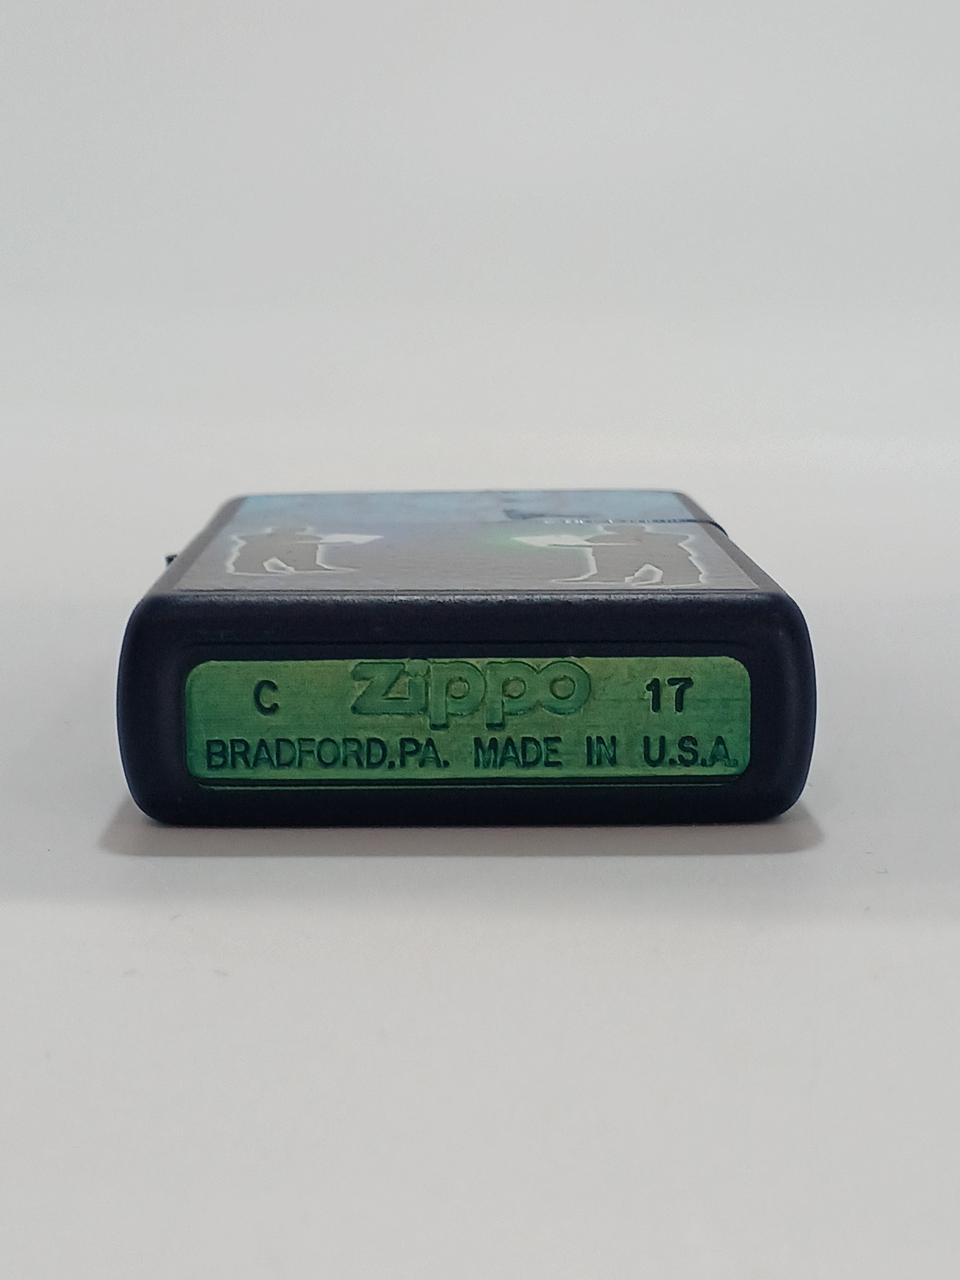 C zippo 17
BRADFORD,PA. MADE IN U.S.A.